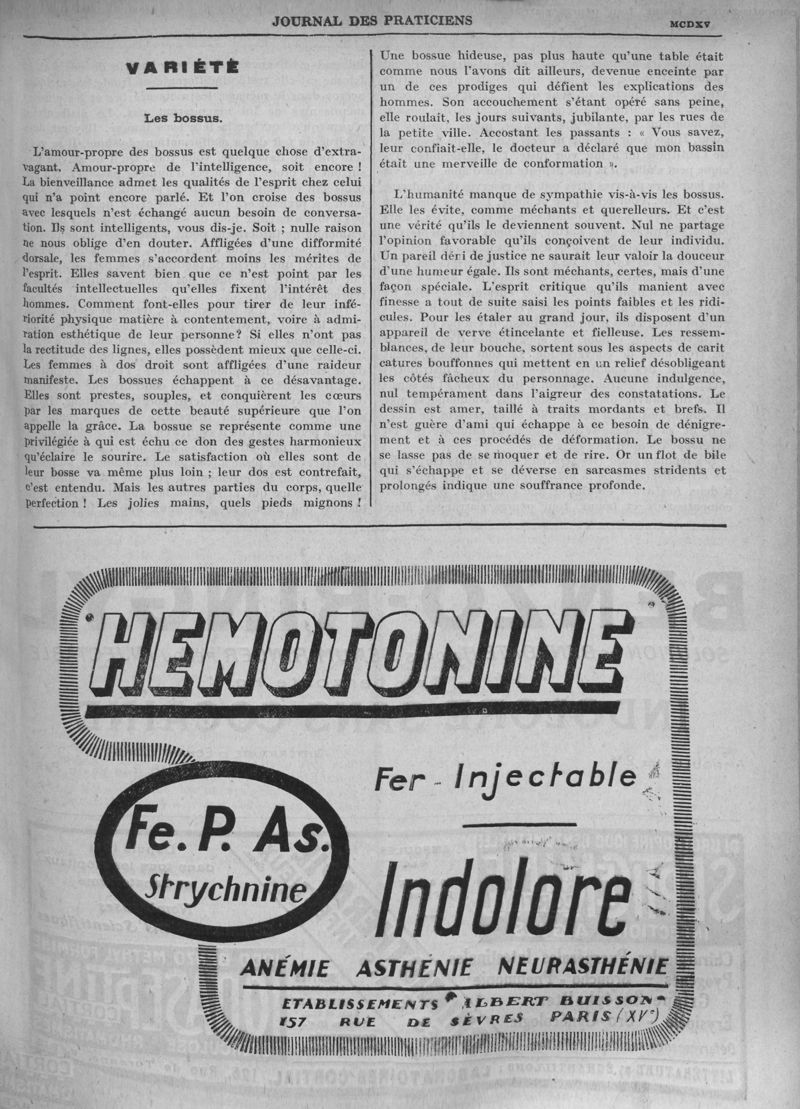 JOURNAL DES PRATICIENS
MCDXV
VARIÉTÉ
Les bossus.
L'amour-propre des bossus est quelque chose d'extra-
vagant. Amour-propre de l'intelligence, soit encore !
La bienveillance admet les qualités de l'esprit chez celui
qui n'a point encore parlé. Et l'on croise des bossus
avec lesquels n'est échangé aucun besoin de conversa-
tion. Ils sont intelligents, vous dis-je. Soit ; nulle raison
ne nous oblige d'en douter. Affligées d'une difformité
dorsale, les femmes s'accordent moins les mérites de
l'esprit. Elles savent bien que ce n'est point par les
facultés intellectuelles qu'elles fixent l'intérêt des
hommes. Comment font-elles pour tirer de leur infé-
riorité physique matière à contentement, voire à admi-
ration esthétique de leur personne? Si elles n'ont pas
la rectitude des lignes, elles possèdent mieux que celle-ci.
Les femmes à dos droit sont affligées d'une raideur
manifeste. Les bossues échappent à ce désavantage.
Elles sont prestes, souples, et conquièrent les cœurs
par les marques de cette beauté supérieure que l'on
appelle la grâce. La bossue se représente comme une
privilégiée à qui est échu ce don des gestes harmonieux
qu'éclaire le sourire. Le satisfaction où elles sont de
leur bosse va même plus loin ; leur dos est contrefait,
c'est entendu. Mais les autres parties du corps, quelle
perfection ! Les jolies mains, quels pieds mignons !
Une bossue hideuse, pas plus haute qu'une table était
comme nous l'avons dit ailleurs, devenue enceinte par
un de ces prodiges qui défient les explications des
hommes. Son accouchement s'étant opéré sans peine,
elle roulait, les jours suivants, jubilante, par les rues de
la petite ville. Accostant les passants : « Vous savez,
leur confiait-elle, le docteur a déclaré que mon bassin
était une merveille de conformation ».
L'humanité manque de sympathie vis-à-vis les bossus.
Elle les évite, comme méchants et querelleurs. Et c'est
une vérité qu'ils le deviennent souvent. Nul ne partage
l'opinion favorable qu'ils conçoivent de leur individu.
Un pareil déri de justice ne saurait leur valoir la douceur
d'une humeur égale. Ils sont méchants, certes, mais d'une
façon spéciale. L'esprit critique qu'ils manient avec
finesse a tout de suite saisi les points faibles et les ridi-
cules. Pour les étaler au grand jour, ils disposent d'un
appareil de verve étincelante et fielleuse. Les ressem-
blances, de leur bouche, sortent sous les aspects de carit
catures bouffonnes qui mettent en un relief désobligeant
les côtés fâcheux du personnage. Aucune indulgence,
nul tempérament dans l'aigreur des constatations. Le
dessin est amer, taillé à traits mordants et brefs. Il
n'est guère d'ami qui échappe à ce besoin de dénigre-
ment et à ces procédés de déformation. Le bossu ne
se lasse pas de se moquer et de rire. Or un flot de bile
qui s'échappe et se déverse en sarcasmes stridents et
prolongés indique une souffrance profonde.
"HEMOTONINE"
Fer - Injectable
Fe. P. As.
Strychnine
Indolore
ANÉMIE ASTHÉNIE NEURASTHÉNIE
ETABLISSEMENTS ALBERT BUISSON
157 RUE DE SÈVRES PARIS (XVe)